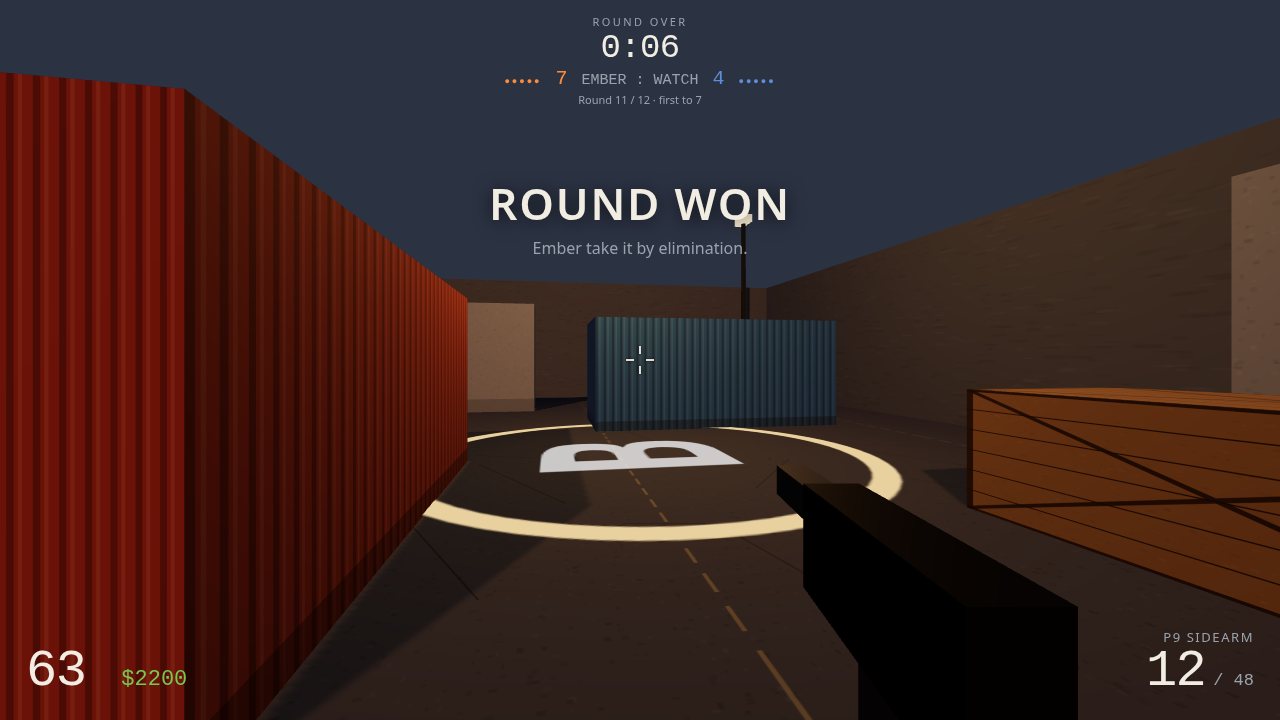 ROUND OVER
0:06
7 EMBER : WATCH 4
Round 11 / 12 · first to 7
ROUND WON
Ember take it by elimination.
B
63 $2200
P9 SIDEARM
12 / 48